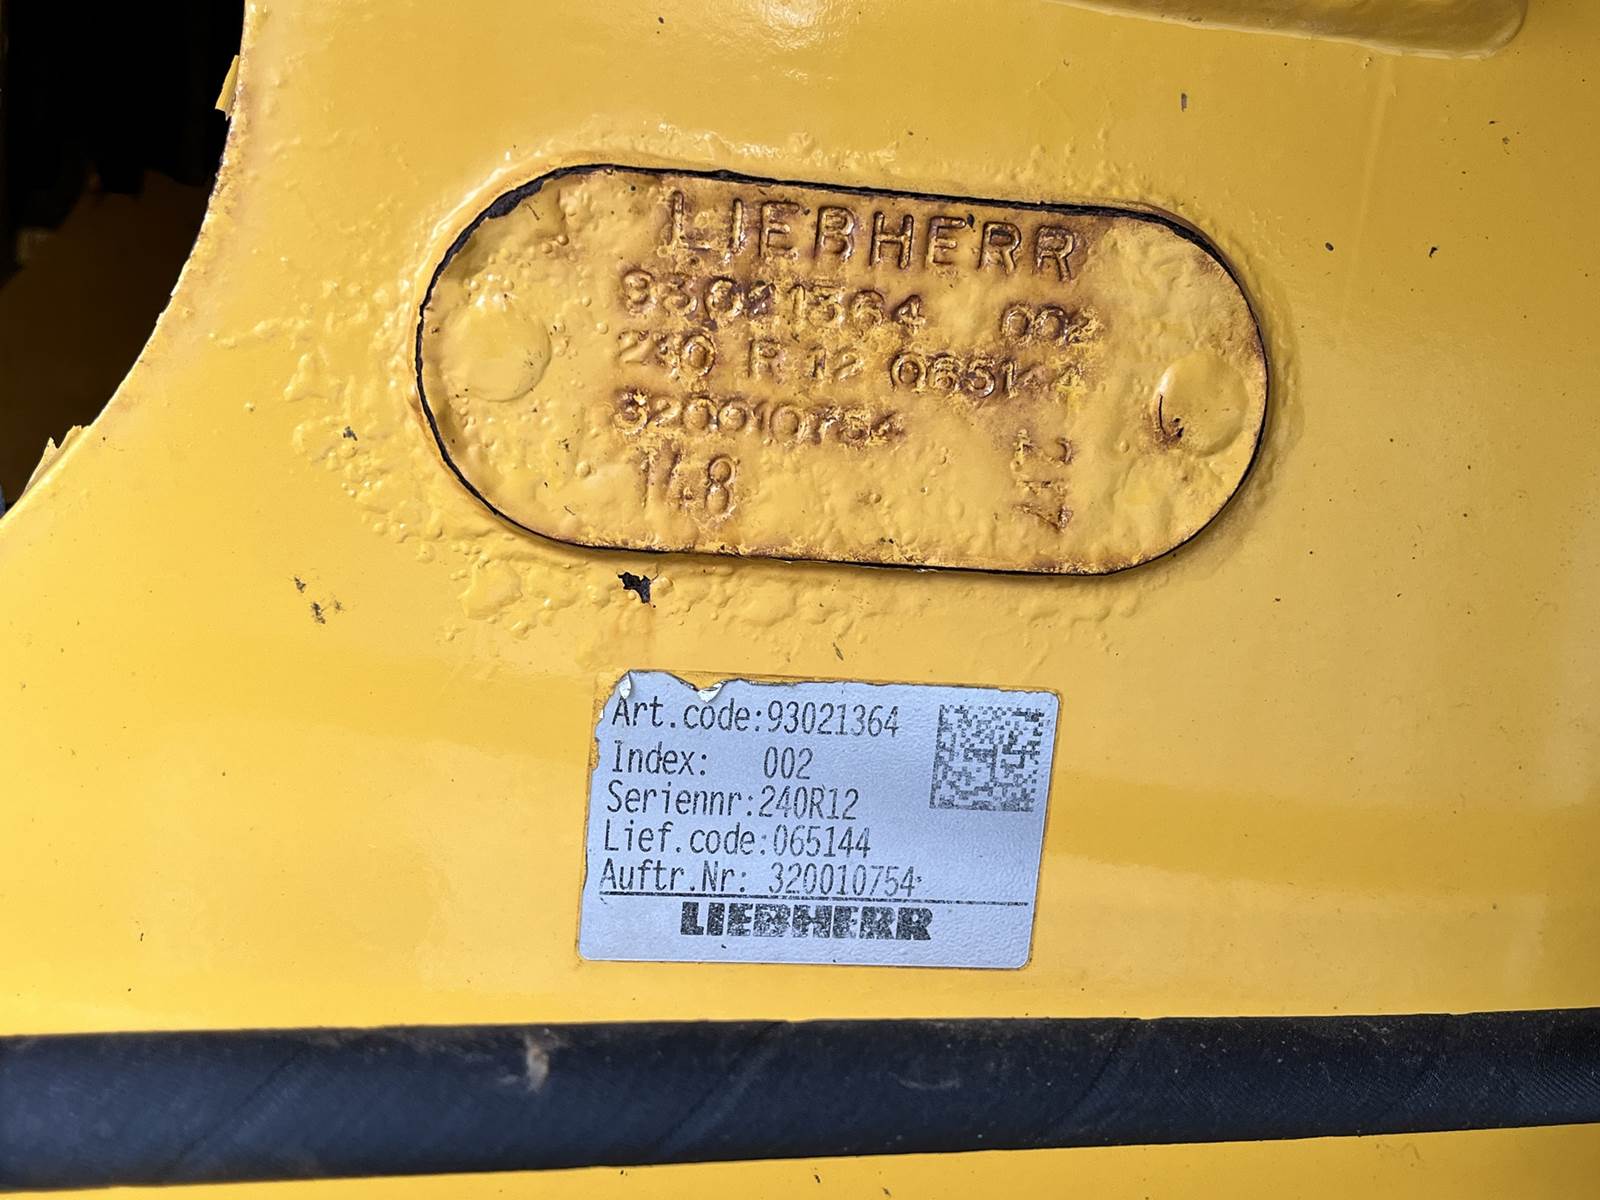 LIEBHERR
93021364 002
240 R 12 065144
320010754
148
Art.code:93021364
Index: 002
Seriennr:240R12
Lief.code:065144
Auftr.Nr: 320010754
LIEBHERR